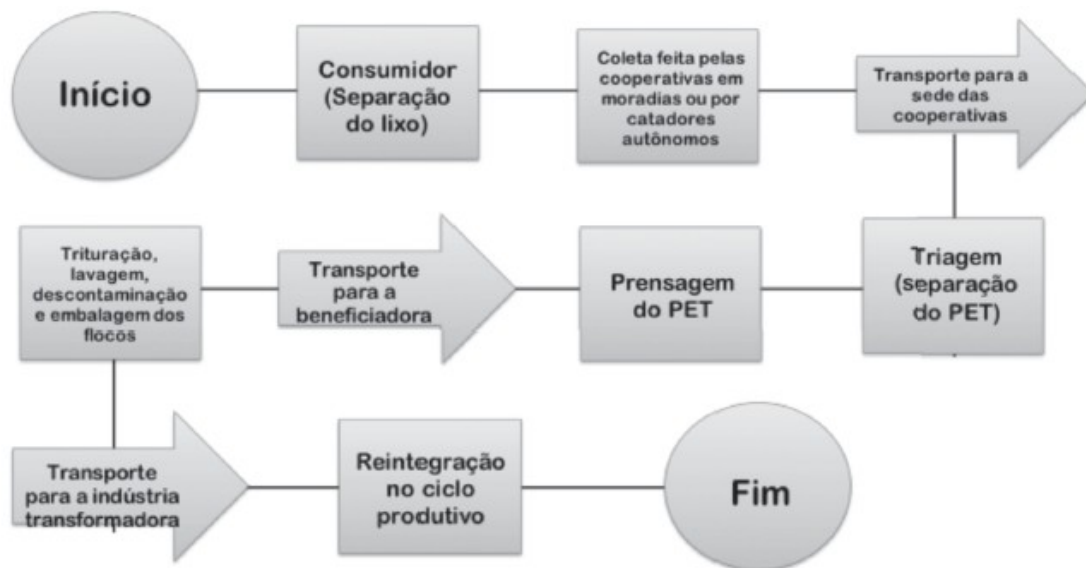 Início
Consumidor
(Separação
do lixo)
Coleta feita pelas
cooperativas em
moradias ou por
catadores
autônomos
Transporte para a
sede das
cooperativas
Trituração,
lavagem,
descontaminação
e embalagem dos
flocos
Transporte
para a
beneficiadora
Prensagem
do PET
Triagem
(separação
do PET)
Transporte
para a indústria
transformadora
Reintegração
no ciclo
produtivo
Fim